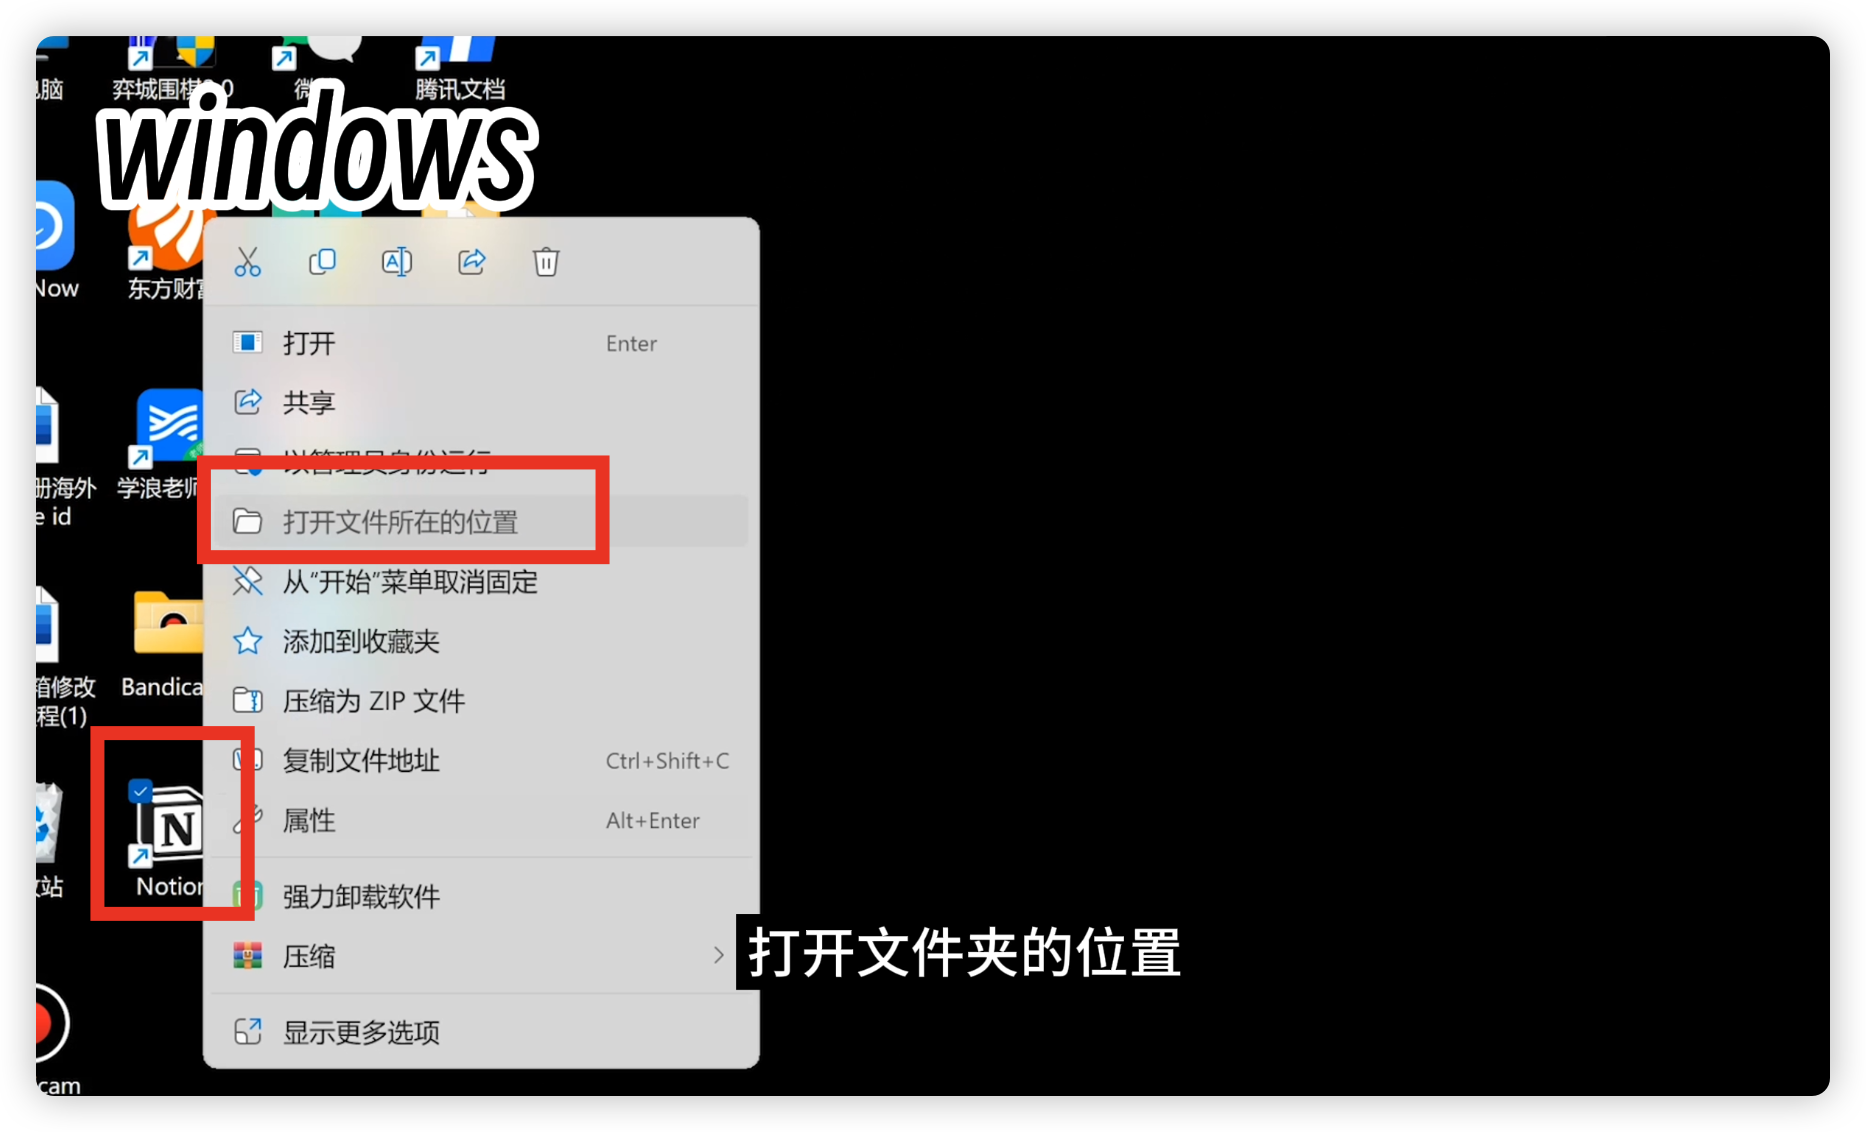 电脑
弈城围棋
腾讯文档
windows
Now
东方财富
册海外
e id
学浪老师
箱修改
程(1)
Bandica
Notion
收站
cam
打开 Enter
共享
以管理员身份运行
打开文件所在的位置
从“开始”菜单取消固定
添加到收藏夹
压缩为 ZIP 文件
复制文件地址 Ctrl+Shift+C
属性 Alt+Enter
强力卸载软件
压缩
显示更多选项
打开文件夹的位置